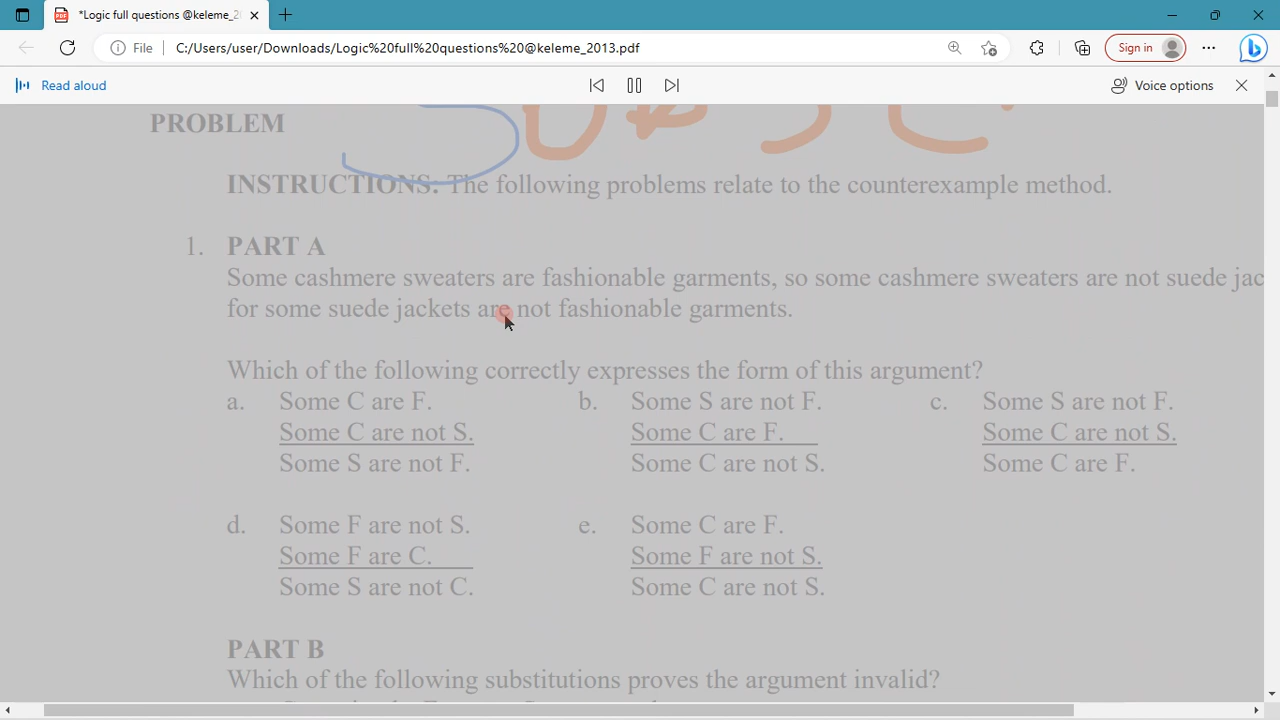 *Logic full questions @keleme_2
File
C:/Users/user/Downloads/Logic%20full%20questions%20@keleme_2013.pdf
Sign in
Read aloud
Voice options
PROBLEM
INSTRUCTIONS: The following problems relate to the counterexample method.
1. PART A
Some cashmere sweaters are fashionable garments, so some cashmere sweaters are not suede jac
for some suede jackets are not fashionable garments.
Which of the following correctly expresses the form of this argument?
a. Some C are F. b. Some S are not F. c. Some S are not F.
Some C are not S. Some C are F. Some C are not S.
Some S are not F. Some C are not S. Some C are F.
d. Some F are not S. e. Some C are F.
Some F are C. Some F are not S.
Some S are not C. Some C are not S.
PART B
Which of the following substitutions proves the argument invalid?